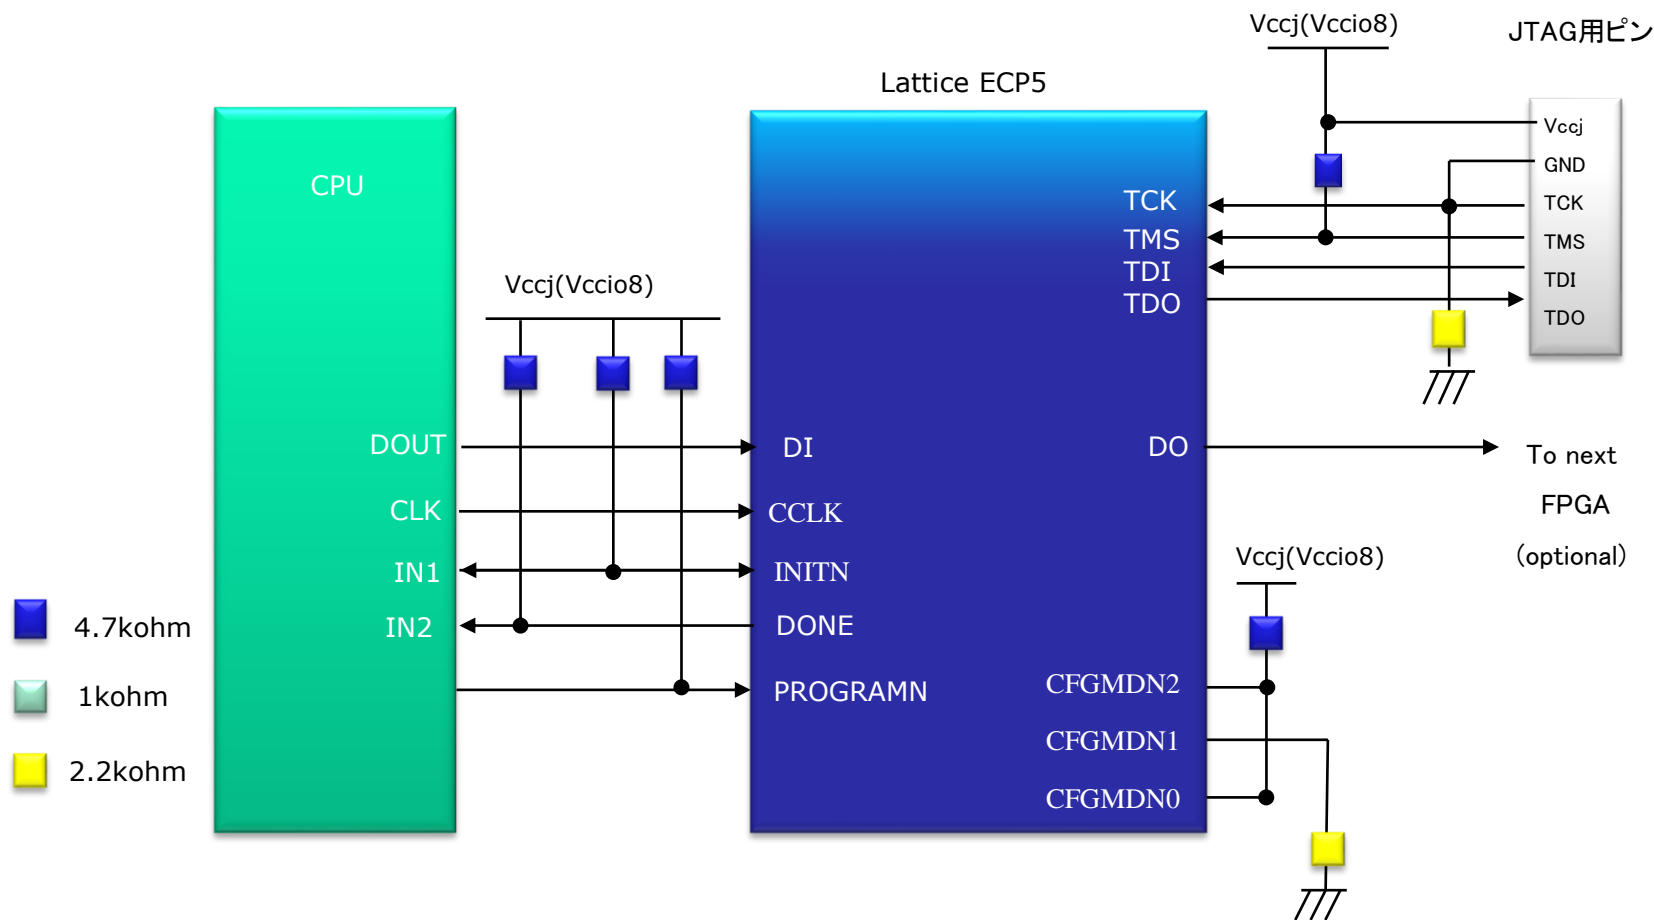 Vccj(Vccio8)
JTAG用ピン
Lattice ECP5
CPU
Vccj
GND
TCK
TMS
TDI
TDO
TCK
TMS
TDI
TDO
Vccj(Vccio8)
DOUT
CLK
IN1
IN2
DI
CCLK
INITN
DONE
PROGRAMN
DO
To next
FPGA
(optional)
Vccj(Vccio8)
CFGMDN2
CFGMDN1
CFGMDN0
4.7kohm
1kohm
2.2kohm